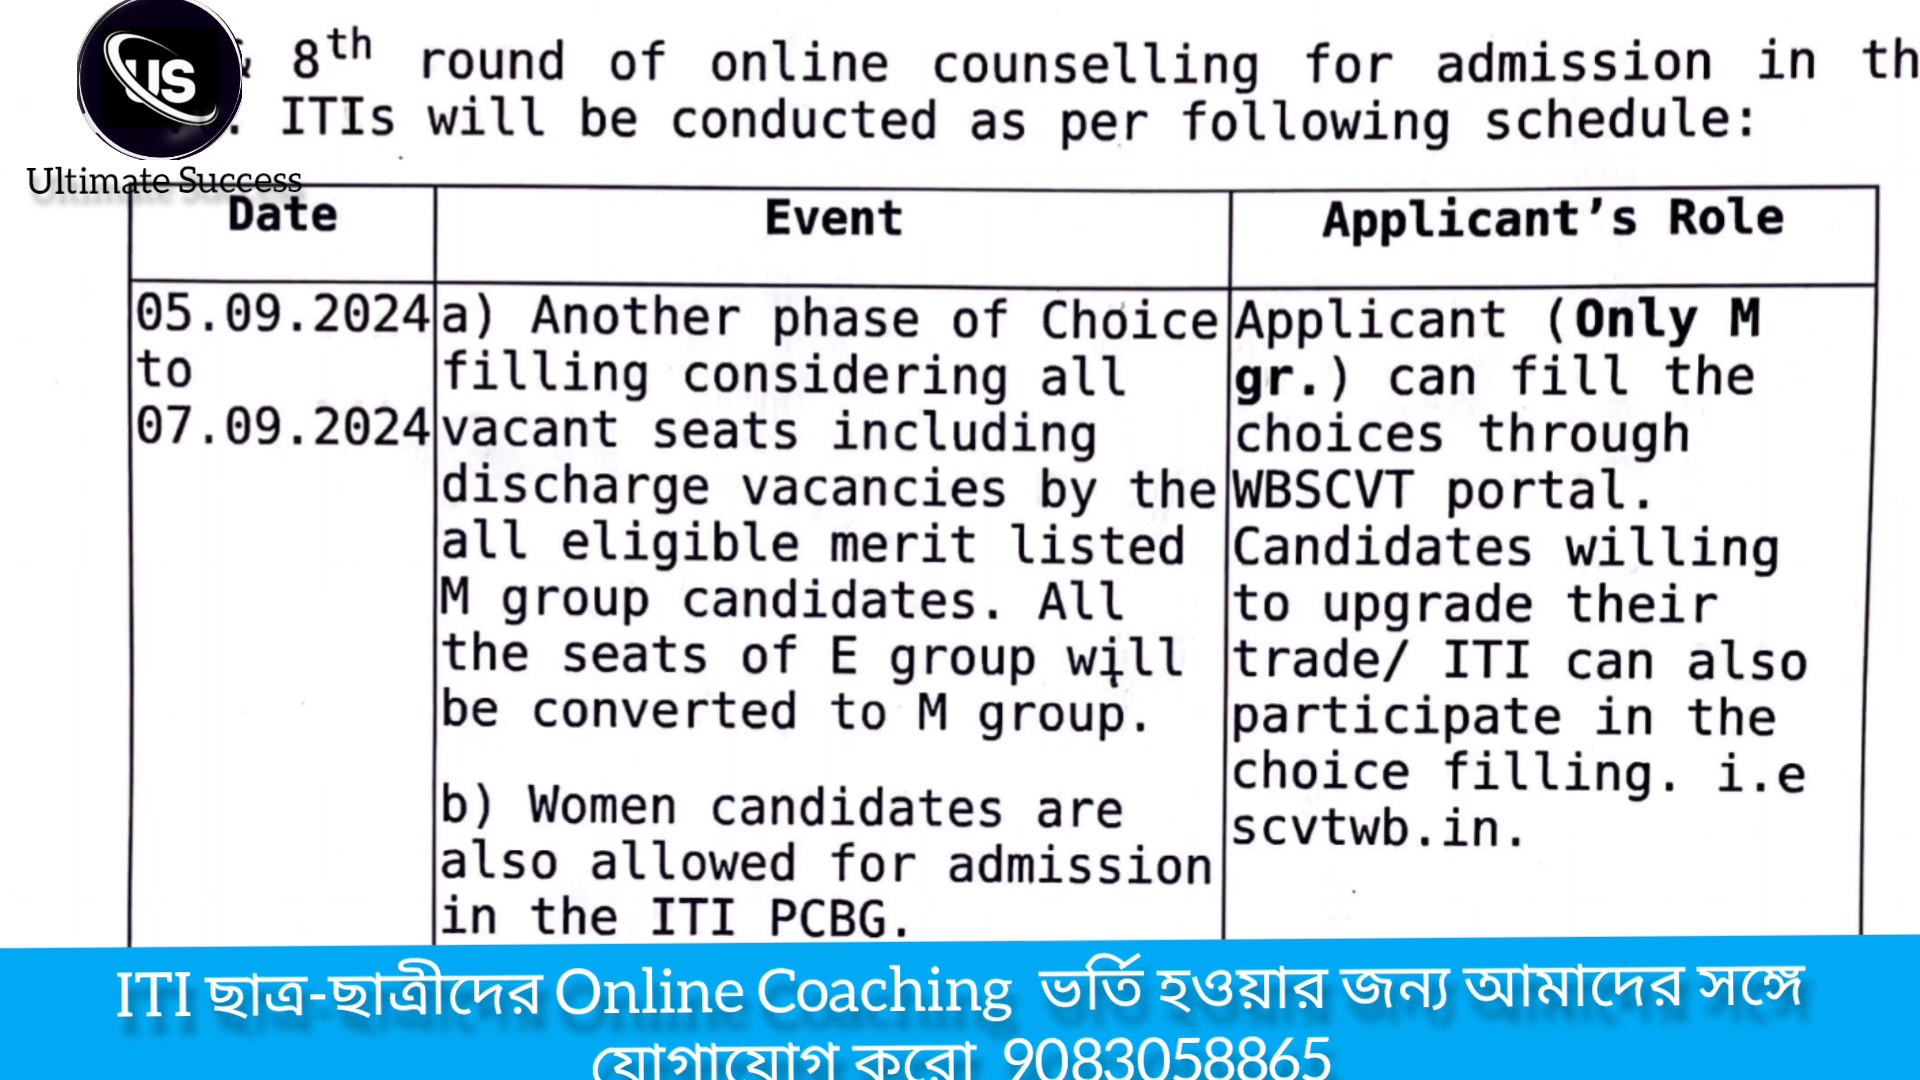 & 8th round of online counselling for admission in th
ITIs will be conducted as per following schedule:
US
Ultimate Success
Date
Event
Applicant’s Role
05.09.2024
to
07.09.2024
a) Another phase of Choice
filling considering all
vacant seats including
discharge vacancies by the
all eligible merit listed
M group candidates. All
the seats of E group will
be converted to M group.
b) Women candidates are
also allowed for admission
in the ITI PCBG.
Applicant (Only M
gr.) can fill the
choices through
WBSCVT portal.
Candidates willing
to upgrade their
trade/ ITI can also
participate in the
choice filling. i.e
scvtwb.in.
ITI ছাত্র-ছাত্রীদের Online Coaching ভর্তি হওয়ার জন্য আমাদের সঙ্গে
যোগাযোগ করো 9083058865